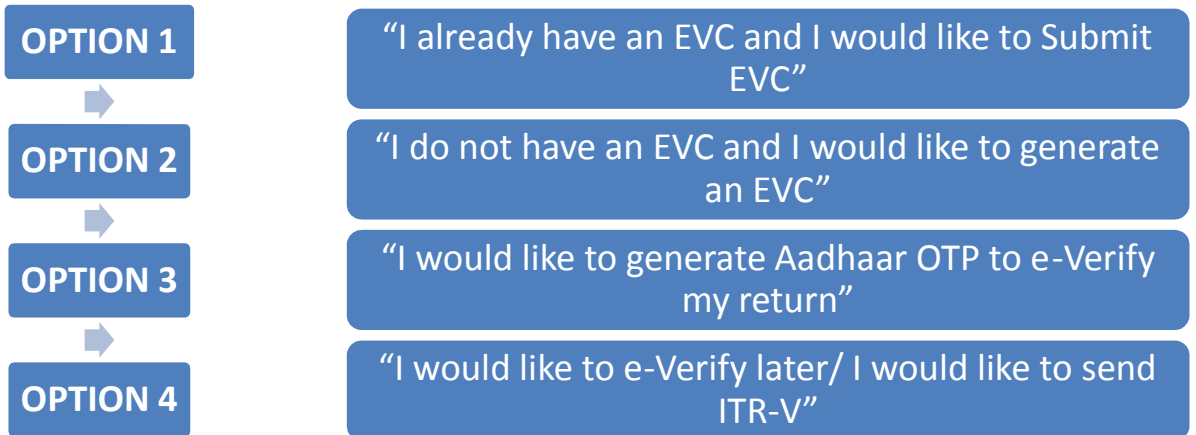 OPTION 1
“I already have an EVC and I would like to Submit
EVC”
OPTION 2
“I do not have an EVC and I would like to generate
an EVC”
OPTION 3
“I would like to generate Aadhaar OTP to e-Verify
my return”
OPTION 4
“I would like to e-Verify later/ I would like to send
ITR-V”